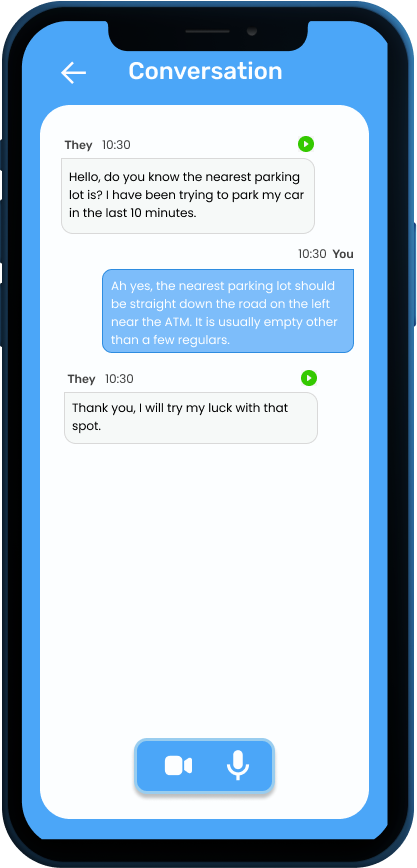 Conversation
They 10:30
Hello, do you know the nearest parking
lot is? I have been trying to park my car
in the last 10 minutes.
10:30 You
Ah yes, the nearest parking lot should
be straight down the road on the left
near the ATM. It is usually empty other
than a few regulars.
They 10:30
Thank you, I will try my luck with that
spot.